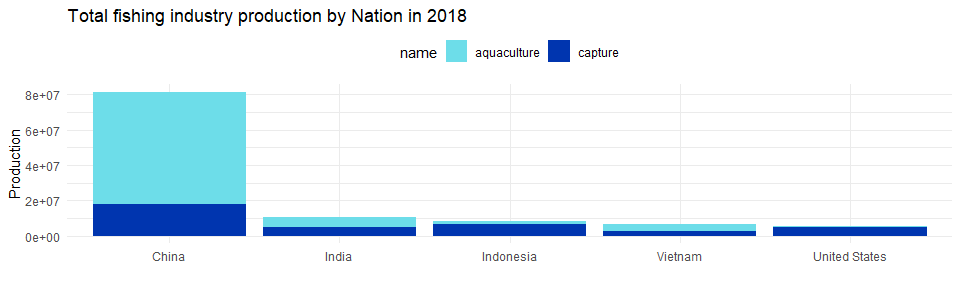 Total fishing industry production by Nation in 2018
name aquaculture capture
Production
8e+07
6e+07
4e+07
2e+07
0e+00
China India Indonesia Vietnam United States